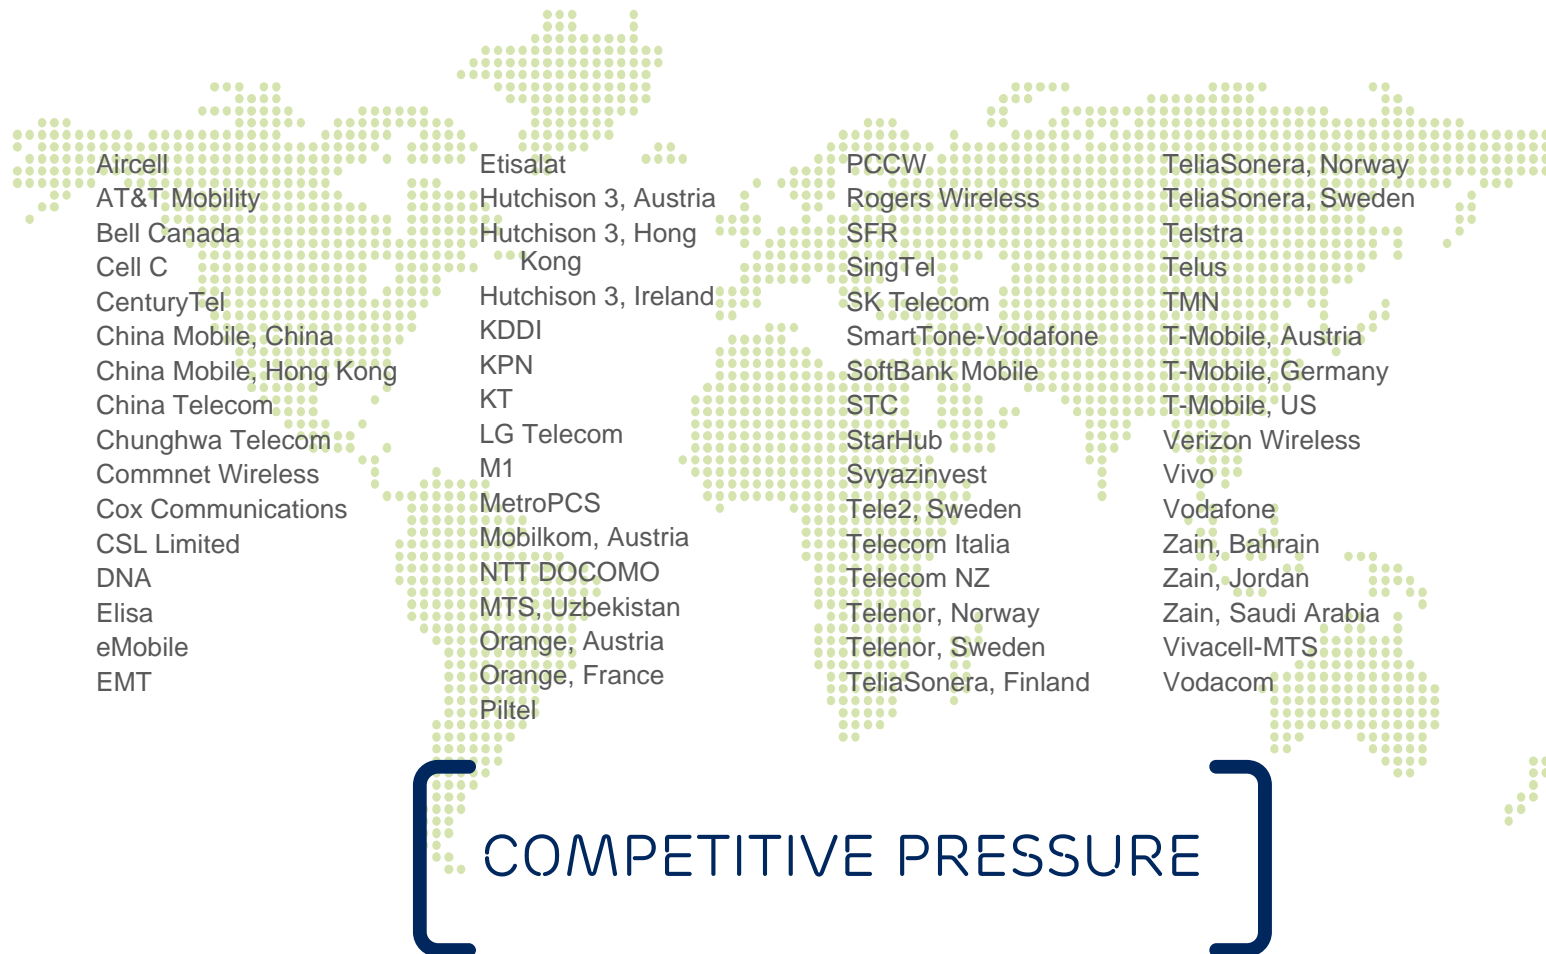 Aircell
AT&T Mobility
Bell Canada
Cell C
CenturyTel
China Mobile, China
China Mobile, Hong Kong
China Telecom
Chunghwa Telecom
Commnet Wireless
Cox Communications
CSL Limited
DNA
Elisa
eMobile
EMT
Etisalat
Hutchison 3, Austria
Hutchison 3, Hong
Kong
Hutchison 3, Ireland
KDDI
KPN
KT
LG Telecom
M1
MetroPCS
Mobilkom, Austria
NTT DOCOMO
MTS, Uzbekistan
Orange, Austria
Orange, France
Piltel
PCCW
Rogers Wireless
SFR
SingTel
SK Telecom
SmartTone-Vodafone
SoftBank Mobile
STC
StarHub
Svyazinvest
Tele2, Sweden
Telecom Italia
Telecom NZ
Telenor, Norway
Telenor, Sweden
TeliaSonera, Finland
TeliaSonera, Norway
TeliaSonera, Sweden
Telstra
Telus
TMN
T-Mobile, Austria
T-Mobile, Germany
T-Mobile, US
Verizon Wireless
Vivo
Vodafone
Zain, Bahrain
Zain, Jordan
Zain, Saudi Arabia
Vivacell-MTS
Vodacom
COMPETITIVE PRESSURE